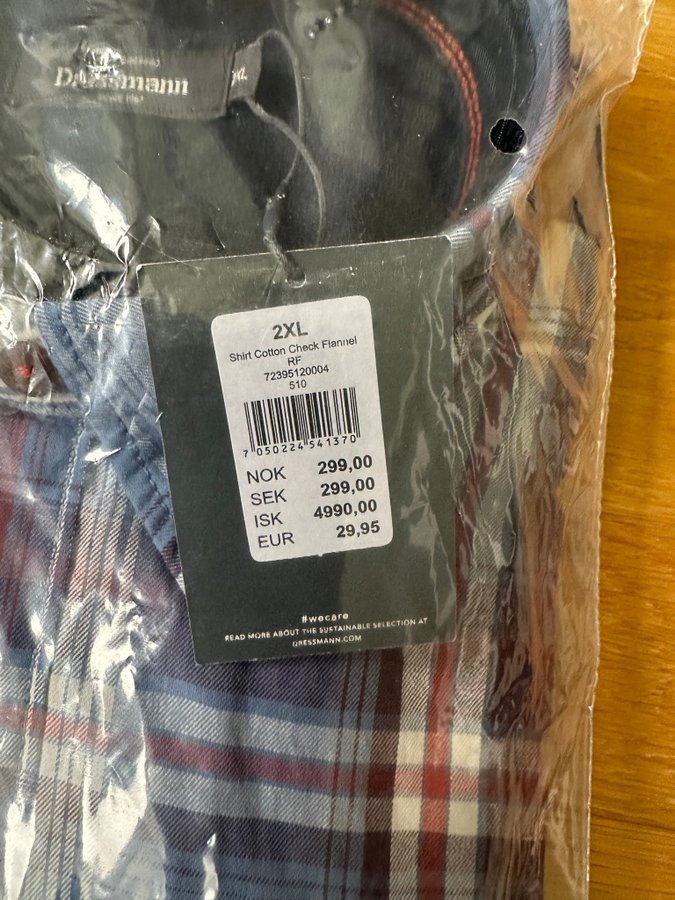 Dressmann
XL
2XL
Shirt Cotton Check Flannel
RF
72395120004
510
7 050224 541370
NOK 299,00
SEK 299,00
ISK 4990,00
EUR 29,95
#wecare
READ MORE ABOUT THE SUSTAINABLE SELECTION AT
DRESSMANN.COM